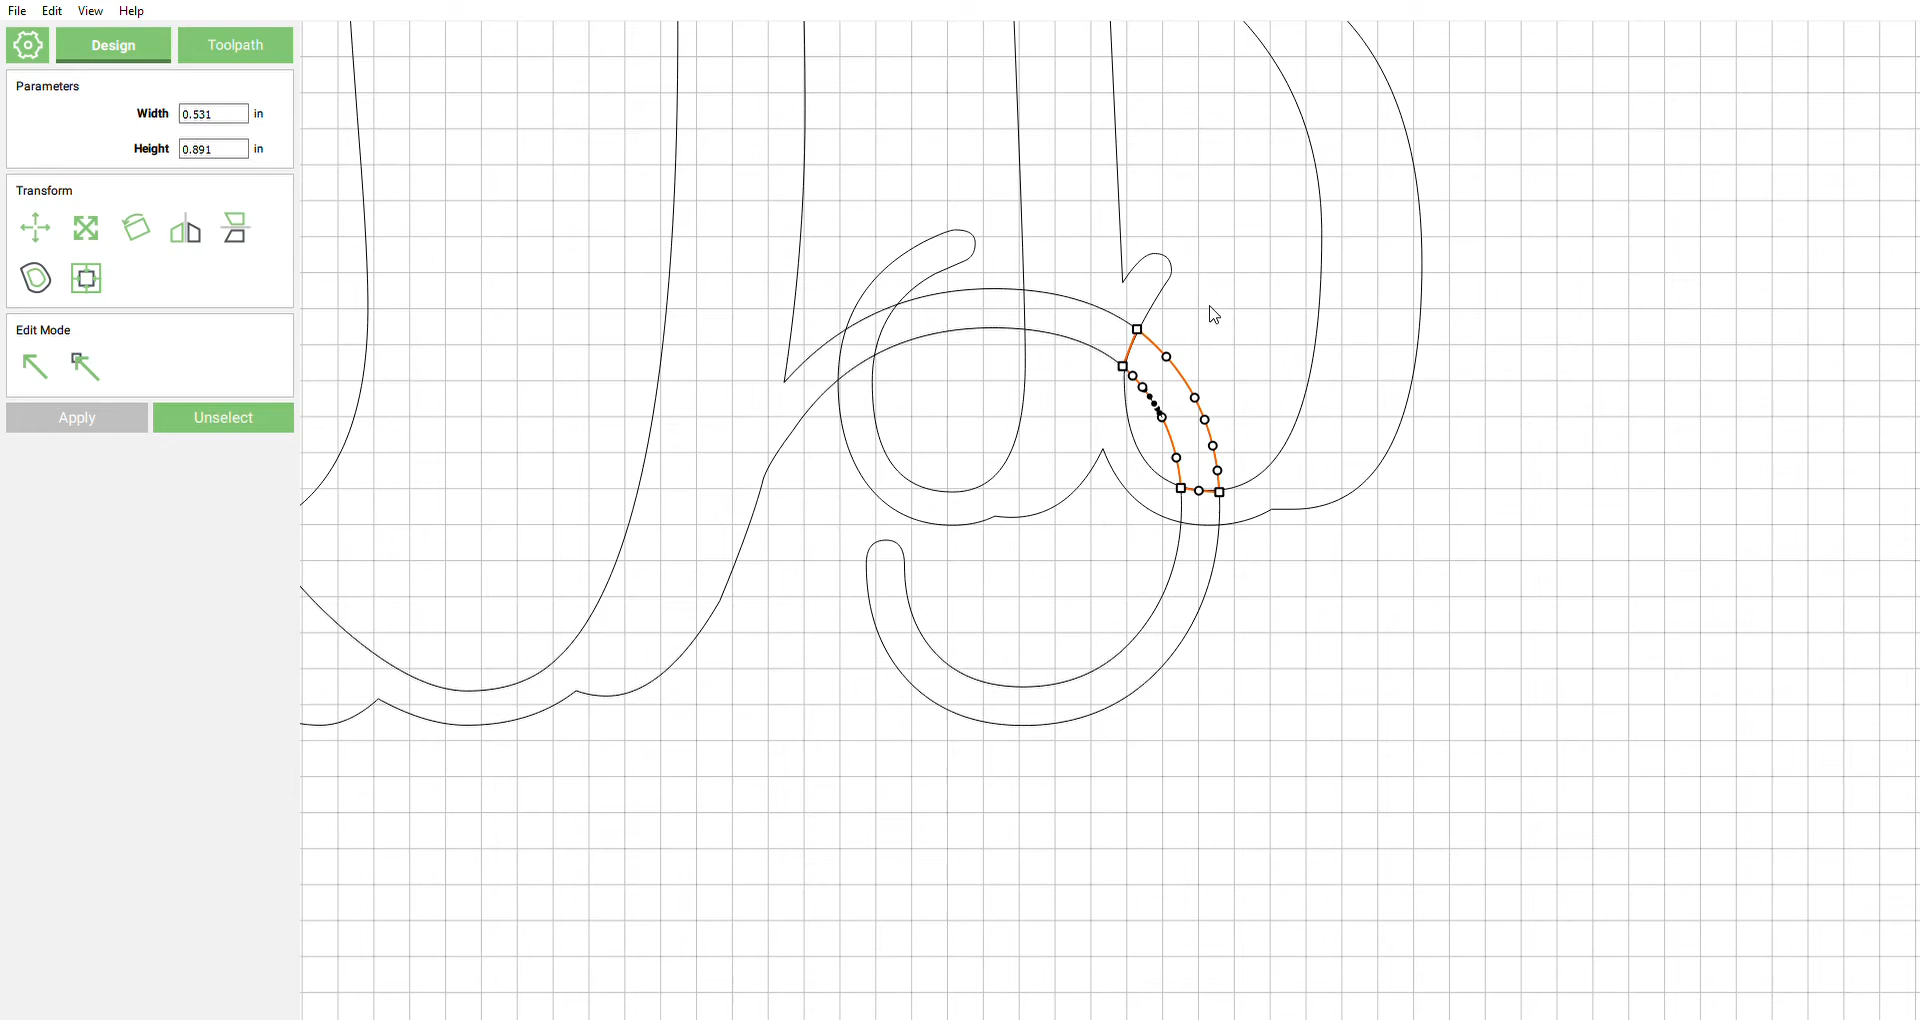 File Edit View Help
Design Toolpath
Parameters
Width 0.531 in
Height 0.891 in
Transform
Edit Mode
Apply Unselect